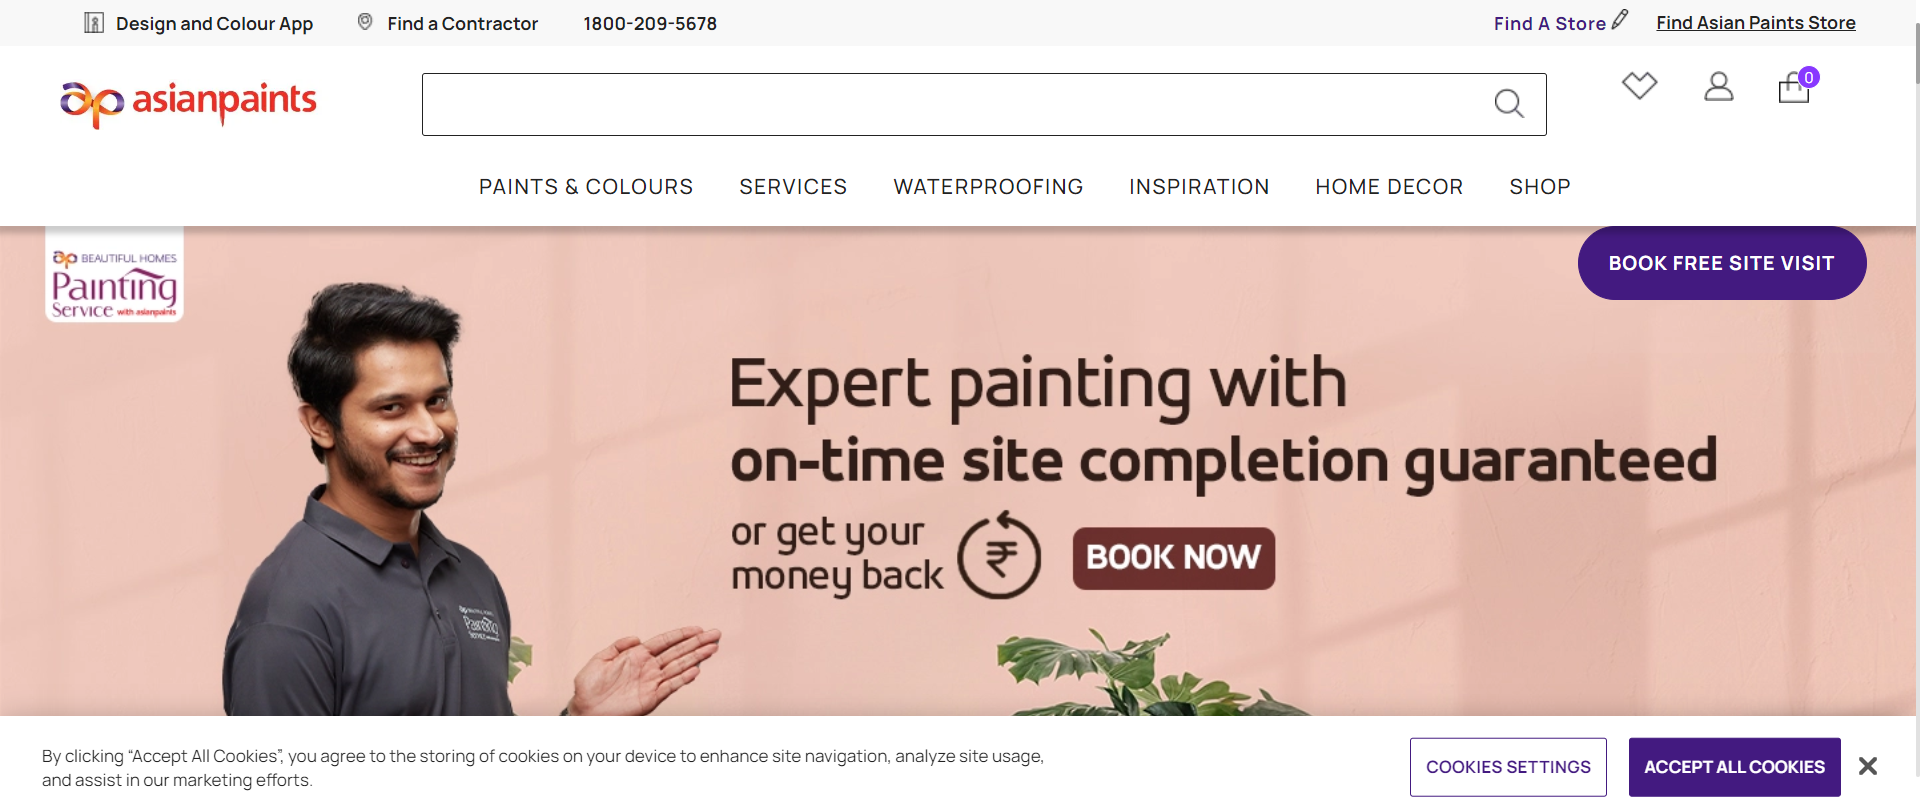 Design and Colour App
Find a Contractor
1800-209-5678
Find A Store
Find Asian Paints Store
asianpaints
0
PAINTS & COLOURS
SERVICES
WATERPROOFING
INSPIRATION
HOME DECOR
SHOP
BEAUTIFUL HOMES
Painting
SERVICE with asianpaints
BOOK FREE SITE VISIT
Expert painting with
on-time site completion guaranteed
or get your
money back
₹
BOOK NOW
Painting
By clicking “Accept All Cookies”, you agree to the storing of cookies on your device to enhance site navigation, analyze site usage,
and assist in our marketing efforts.
COOKIES SETTINGS
ACCEPT ALL COOKIES